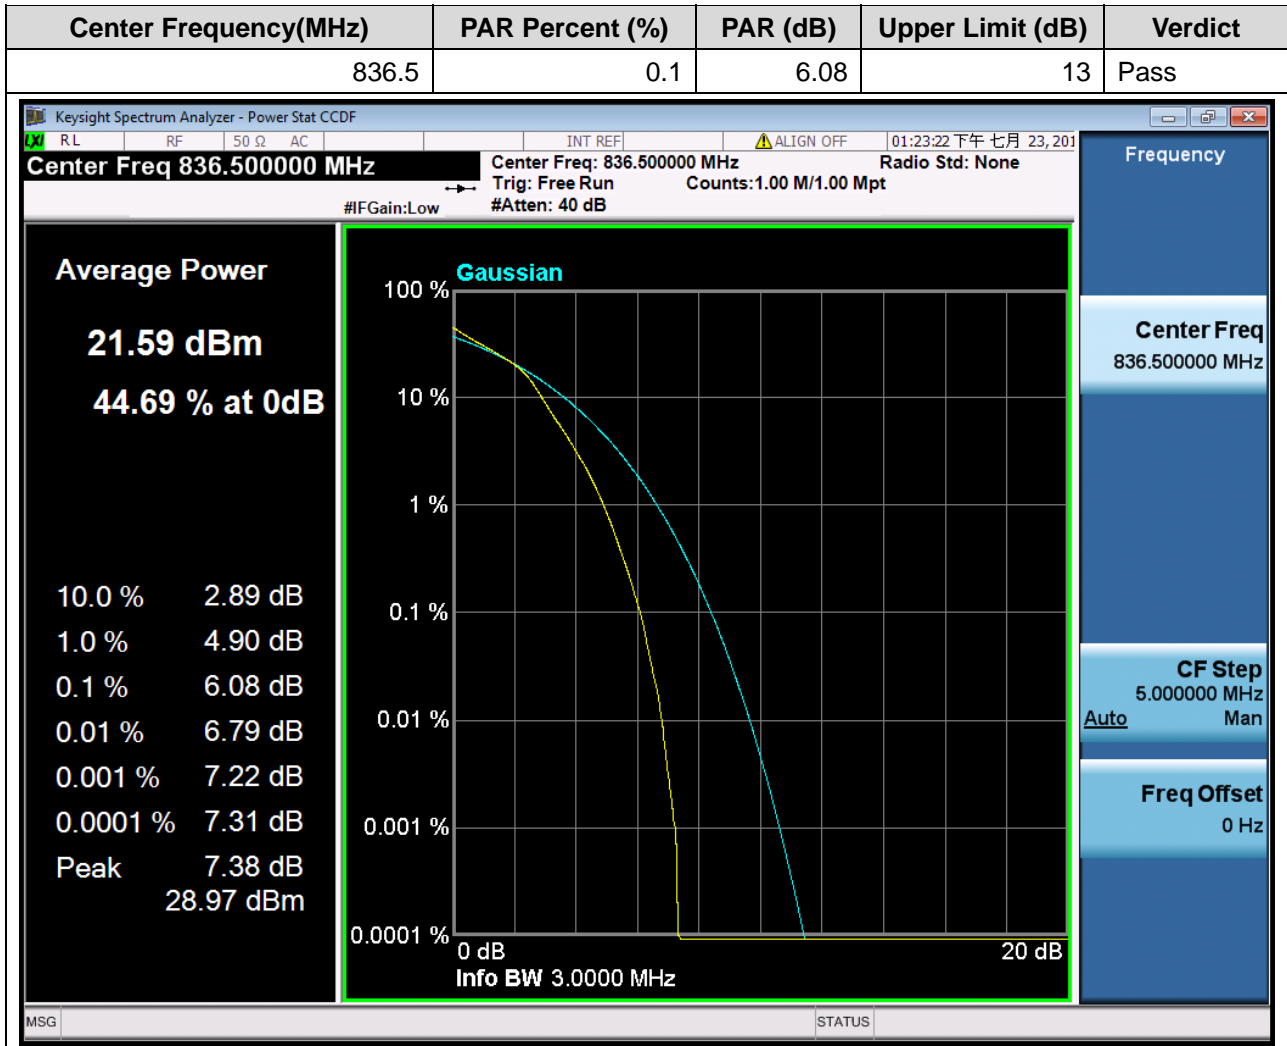 Center Frequency(MHz) PAR Percent (%) PAR (dB) Upper Limit (dB) Verdict
836.5 0.1 6.08 13 Pass
Keysight Spectrum Analyzer - Power Stat CCDF
LXI RL RF 50 Ω AC INT REF ALIGN OFF 01:23:22 下午 七月 23, 201
Center Freq 836.500000 MHz
Center Freq: 836.500000 MHz Radio Std: None
Trig: Free Run Counts:1.00 M/1.00 Mpt
#IFGain:Low #Atten: 40 dB
Frequency
Average Power
21.59 dBm
44.69 % at 0dB
10.0 % 2.89 dB
1.0 % 4.90 dB
0.1 % 6.08 dB
0.01 % 6.79 dB
0.001 % 7.22 dB
0.0001 % 7.31 dB
Peak 7.38 dB
28.97 dBm
Gaussian
100 %
10 %
1 %
0.1 %
0.01 %
0.001 %
0.0001 %
0 dB 20 dB
Info BW 3.0000 MHz
Center Freq
836.500000 MHz
CF Step
5.000000 MHz
Auto Man
Freq Offset
0 Hz
MSG STATUS